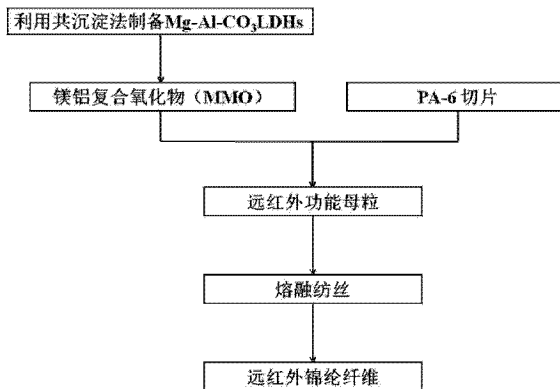 利用共沉淀法制备Mg-Al-CO₃LDHs
镁铝复合氧化物（MMO）
PA-6 切片
远红外功能母粒
熔融纺丝
远红外锦纶纤维